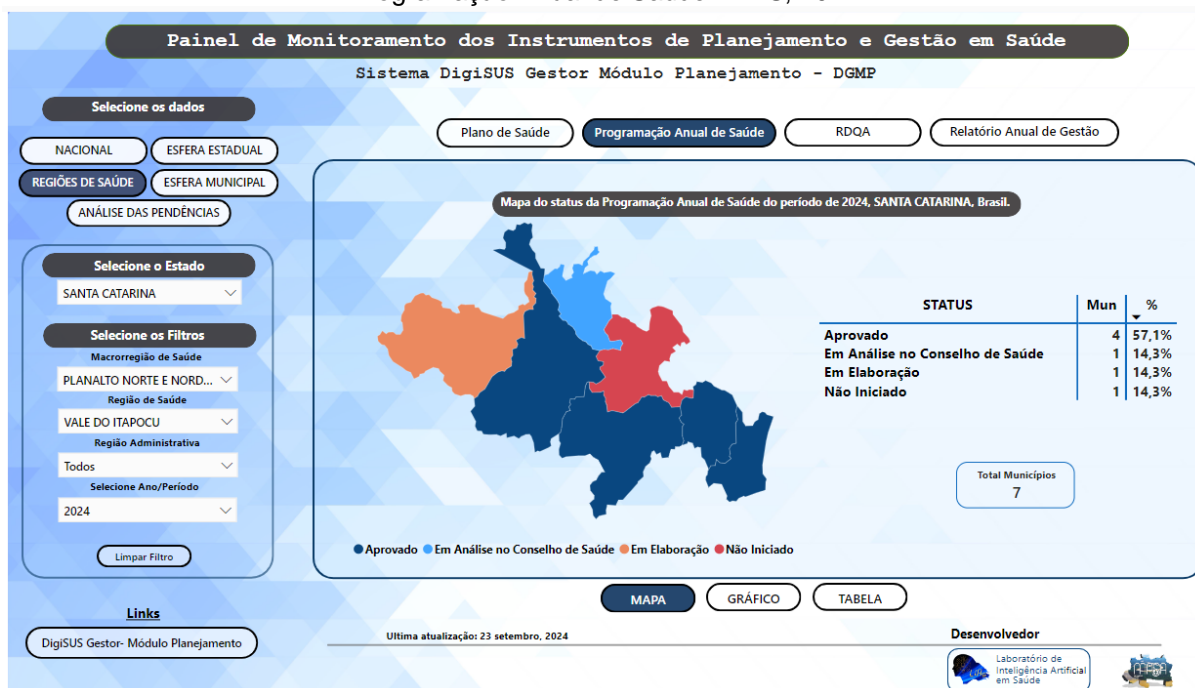 Painel de Monitoramento dos Instrumentos de Planejamento e Gestão em Saúde
Sistema DigiSUS Gestor Módulo Planejamento - DGMP
Selecione os dados
NACIONAL
ESFERA ESTADUAL
REGIÕES DE SAÚDE
ESFERA MUNICIPAL
ANÁLISE DAS PENDÊNCIAS
Selecione o Estado
SANTA CATARINA
Selecione os Filtros
Macrorregião de Saúde
PLANALTO NORTE E NORD...
Região de Saúde
VALE DO ITAPOCU
Região Administrativa
Todos
Selecione Ano/Período
2024
Limpar Filtro
Links
DigiSUS Gestor- Módulo Planejamento
Plano de Saúde
Programação Anual de Saúde
RDQA
Relatório Anual de Gestão
Mapa do status da Programação Anual de Saúde do período de 2024, SANTA CATARINA, Brasil.
STATUS Mun %
Aprovado 4 57,1%
Em Análise no Conselho de Saúde 1 14,3%
Em Elaboração 1 14,3%
Não Iniciado 1 14,3%
Total Municípios
7
Aprovado Em Análise no Conselho de Saúde Em Elaboração Não Iniciado
MAPA
GRÁFICO
TABELA
Ultima atualização: 23 setembro, 2024
Desenvolvedor
Laboratório de
Inteligência Artificial
em Saúde